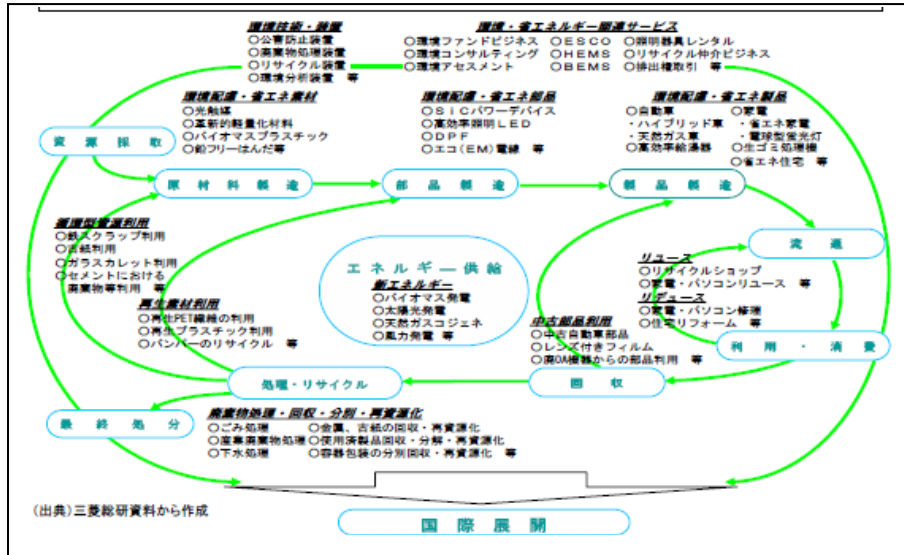 環境技術・装置
○公害防止装置
○廃棄物処理装置
○リサイクル装置
○環境分析装置 等
環境・省エネルギー関連サービス
○環境ファンドビジネス ○ESCO ○照明器具レンタル
○環境コンサルティング ○HEMS ○リサイクル仲介ビジネス
○環境アセスメント ○BEMS ○排出権取引 等
環境配慮・省エネ素材
○光触媒
○革新的軽量化材料
○バイオマスプラスチック
○鉛フリーはんだ等
環境配慮・省エネ部品
○SiCパワーデバイス
○高効率照明LED
○DPF
○エコ(EM)電線 等
環境配慮・省エネ製品
○自動車 ○家電
・ハイブリッド車 ・省エネ家電
・天然ガス車 ・電球型蛍光灯
○高効率給湯器 ○生ゴミ処理機
○省エネ住宅 等
資源採取
原材料製造
部品製造
製品製造
流通
循環型資源利用
○鉄スクラップ利用
○古紙利用
○ガラスカレット利用
○セメントにおける
廃棄物等利用 等
エネルギー供給
新エネルギー
○バイオマス発電
○太陽光発電
○天然ガスコジェネ
○風力発電 等
リユース
○リサイクルショップ
○家電・パソコンリユース 等
リデュース
○家電・パソコン修理
○住宅リフォーム 等
再生素材利用
○再生PET繊維の利用
○再生プラスチック利用
○バンパーのリサイクル 等
中古部品利用
○中古自動車部品
○レンズ付きフィルム
○廃OA機器からの部品利用 等
利用・消費
処理・リサイクル
回収
最終処分
廃棄物処理・回収・分別・再資源化
○ごみ処理 ○金属、古紙の回収・再資源化
○産業廃棄物処理 ○使用済製品回収・分解・再資源化
○下水処理 ○容器包装の分別回収・再資源化 等
(出典)三菱総研資料から作成
国際展開